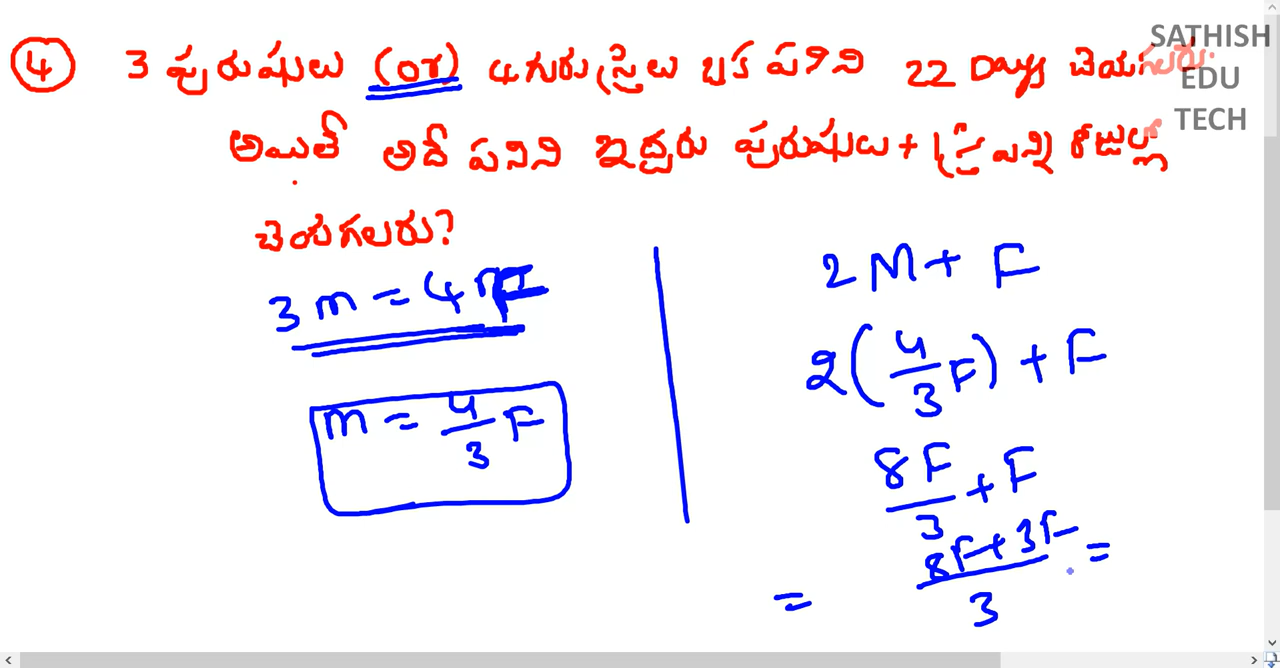 4 3 పురుషులు (or) 4గురు స్త్రీలు ఒక పనిని 22 Days చేయగలరు.
అయితే అదే పనిని ఇద్దరు పురుషులు + స్త్రీ ఎన్ని రోజుల్లో
చేయగలరు?
SATHISH
EDU
TECH
3m = 4F
m = 4/3 F
2M + F
2(4/3 F) + F
8F/3 + F
= 8F+3F/3 =